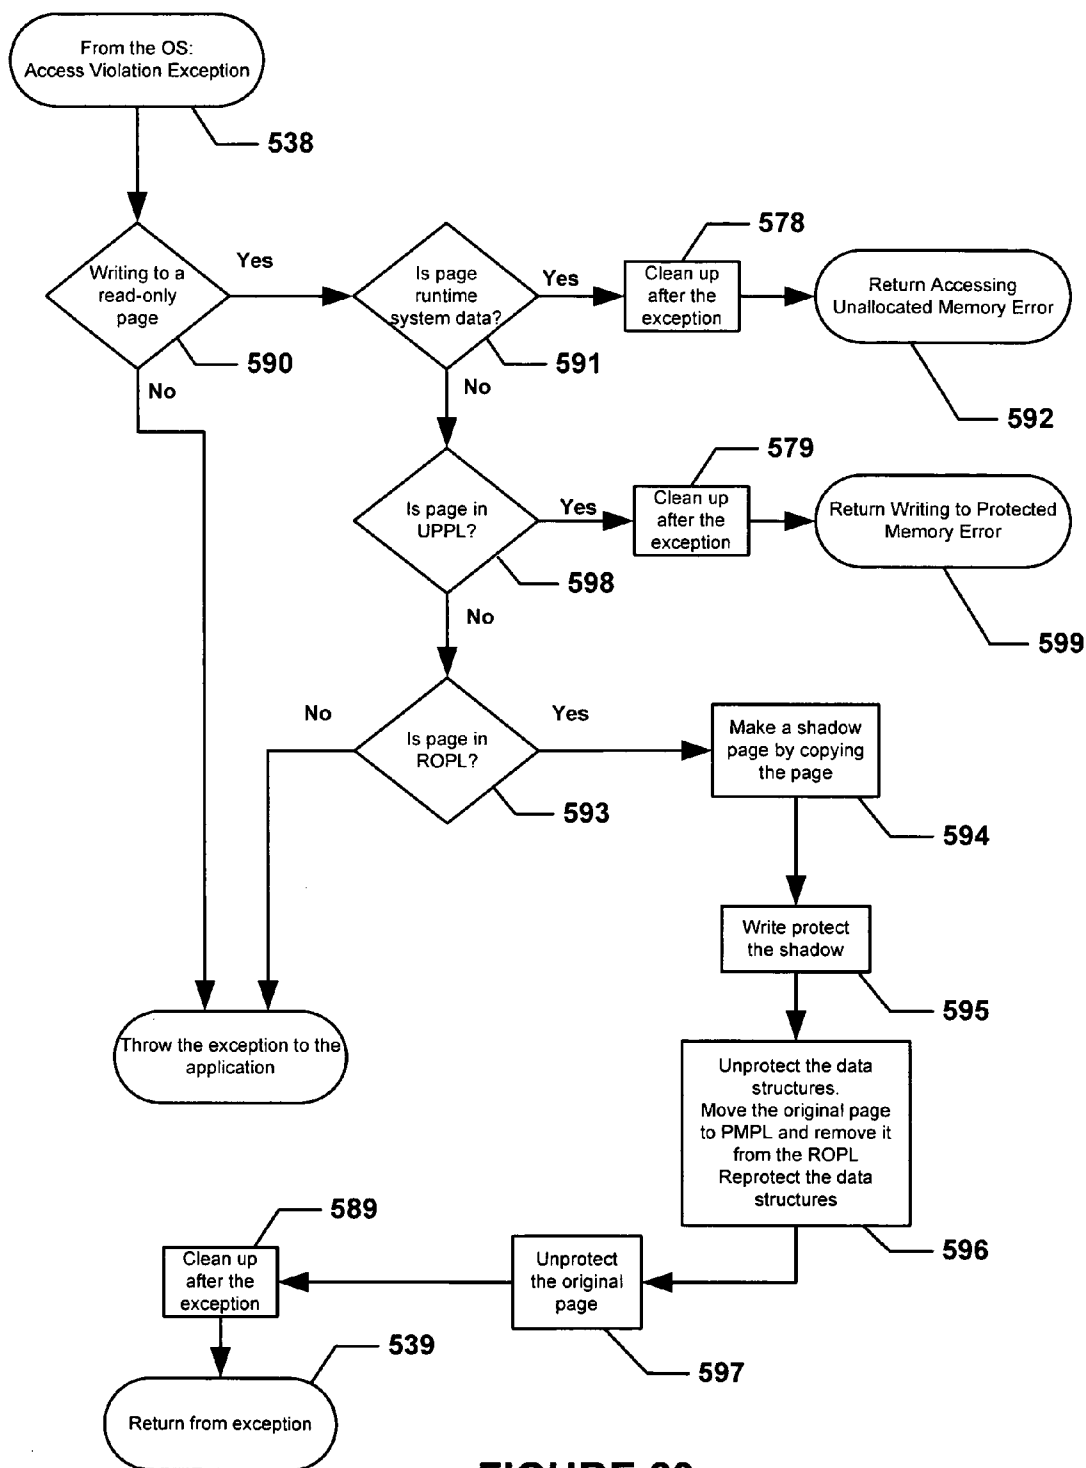 From the OS:
Access Violation Exception
538
Writing to a
read-only
page
Yes
590
No
Is page
runtime
system data?
Yes
591
No
578
Clean up
after the
exception
Return Accessing
Unallocated Memory Error
592
Is page in
UPPL?
Yes
598
No
579
Clean up
after the
exception
Return Writing to Protected
Memory Error
599
No
Is page in
ROPL?
Yes
593
Make a shadow
page by copying
the page
594
Write protect
the shadow
595
Throw the exception to the
application
Unprotect the data
structures.
Move the original page
to PMPL and remove it
from the ROPL
Reprotect the data
structures
596
Unprotect
the original
page
597
589
Clean up
after the
exception
539
Return from exception